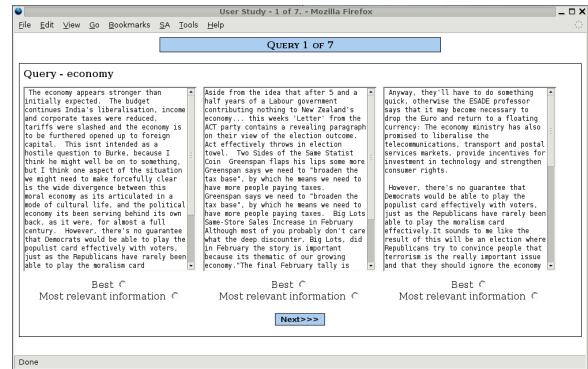 User Study - 1 of 7. - Mozilla Firefox
File Edit View Go Bookmarks SA Tools Help
QUERY 1 OF 7
Query - economy
The economy appears stronger than
initially expected. The budget
continues India's liberalisation, income
and corporate taxes were reduced,
tariffs were slashed and the economy is
to be furthered opened up to foreign
capital. This isnt intended as a
hostile question to Burke, because I
think he might well be on to something,
but I think one aspect of the situation
we might need to make forcefully clear
is the wide divergence between this
moral economy as its articulated in a
mode of cultural life, and the political
economy its been serving behind its own
back, as it were, for almost a full
century. However, there's no guarantee
that Democrats would be able to play the
populist card effectively with voters,
just as the Republicans have rarely been
able to play the moralism card
Aside from the idea that after 5 and a
half years of a Labour government
contributing nothing to New Zealand's
economy... this weeks 'Letter' from the
ACT party contains a revealing paragraph
on their view of the election outcome.
Act effectively throws in election
towel. Two Sides of the Same Statist
Coin Greenspan flaps his lips some more
Greenspan says we need to "broaden the
tax base", by which he means we need to
have more people paying taxes.
Greenspan says we need to "broaden the
tax base", by which he means we need to
have more people paying taxes. Big Lots
Same-Store Sales Increase in February
Although most of you probably don't care
what the deep discounter, Big Lots, did
in February the story is important
because its thematic of our growing
economy."The final February tally is
Anyway, they'll have to do something
quick, otherwise the ESADE professor
says that it may become necessary to
drop the Euro and return to a floating
currency: The economy ministry has also
promised to liberalise the
telecommunications, transport and postal
services markets, provide incentives for
investment in technology and strengthen
consumer rights.
However, there's no guarantee that
Democrats would be able to play the
populist card effectively with voters,
just as the Republicans have rarely been
able to play the moralism card
effectively.It sounds to me like the
result of this will be an election where
Republicans try to convince people that
terrorism is the really important issue
and that they should ignore the economy
Best Best Best
Most relevant information Most relevant information Most relevant information
Next>>>
Done